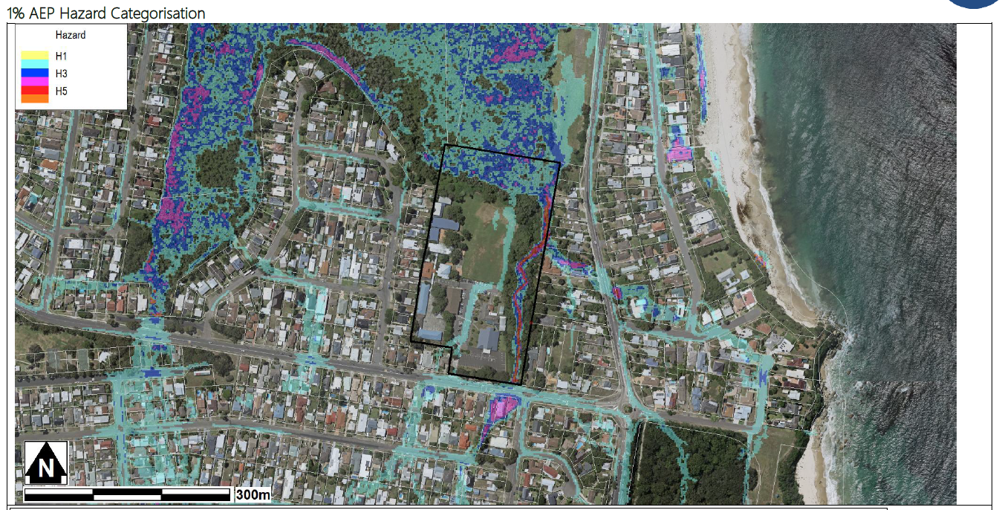 1% AEP Hazard Categorisation
Hazard
H1
H3
H5
N
300m